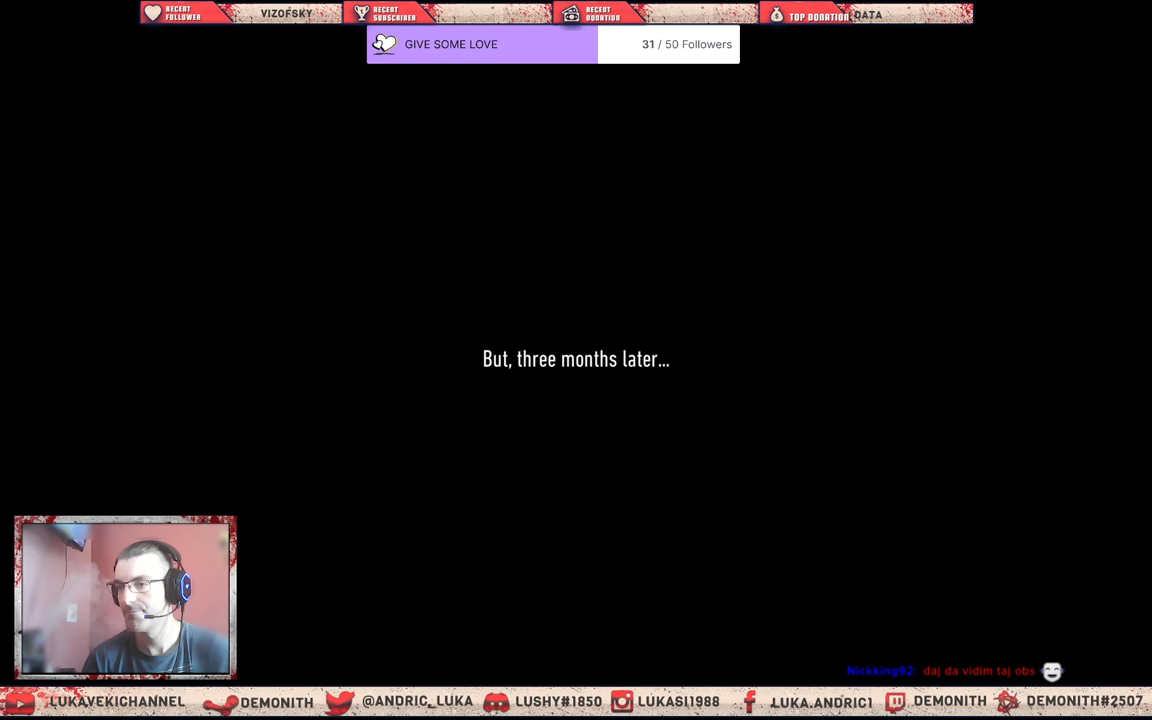 RECENT FOLLOWER
VIZOFSKY
RECENT SUBSCRIBER
RECENT DONATION
TOP DONATION
DATA
GIVE SOME LOVE
31 / 50 Followers
But, three months later...
Nickking92: daj da vidim taj obs
LUKAVEKICHANNEL
DEMONITH
@ANDRIC_LUKA
LUSHY#1850
LUKASI1988
LUKA.ANDRIC1
DEMONITH
DEMONITH#2507